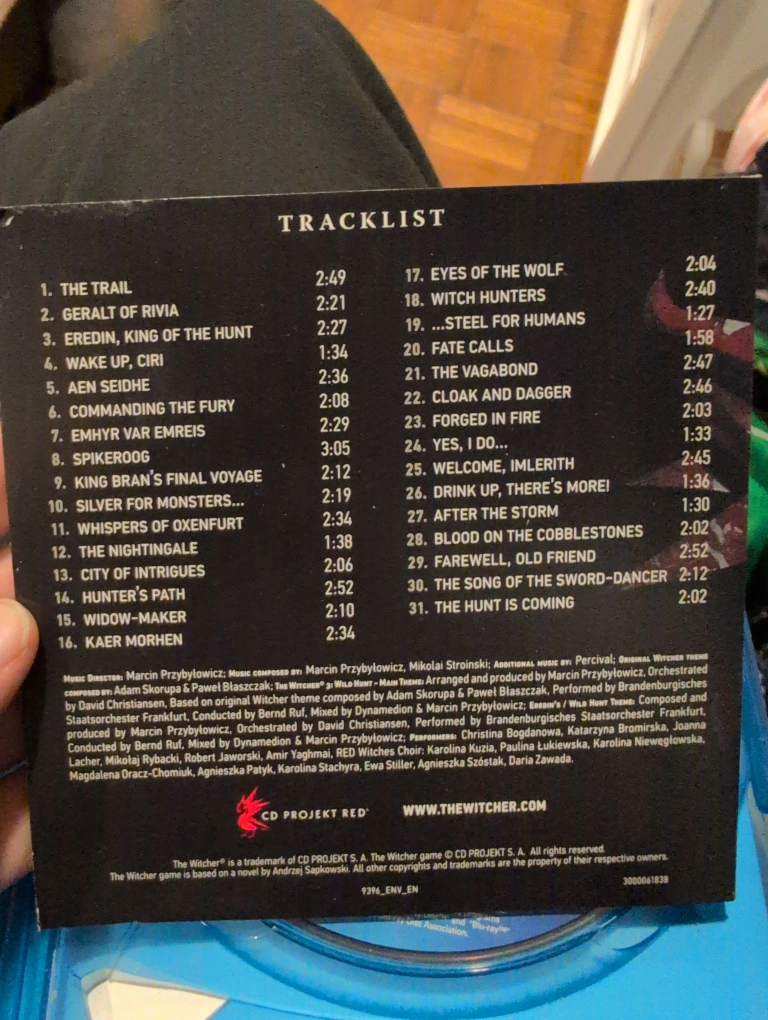 TRACKLIST
1. THE TRAIL 2:49
2. GERALT OF RIVIA 2:21
3. EREDIN, KING OF THE HUNT 2:27
4. WAKE UP, CIRI 1:34
5. AEN SEIDHE 2:36
6. COMMANDING THE FURY 2:08
7. EMHYR VAR EMREIS 2:29
8. SPIKEROOG 3:05
9. KING BRAN'S FINAL VOYAGE 2:12
10. SILVER FOR MONSTERS... 2:19
11. WHISPERS OF OXENFURT 2:34
12. THE NIGHTINGALE 1:38
13. CITY OF INTRIGUES 2:06
14. HUNTER'S PATH 2:52
15. WIDOW-MAKER 2:10
16. KAER MORHEN 2:34
17. EYES OF THE WOLF 2:04
18. WITCH HUNTERS 2:40
19. ...STEEL FOR HUMANS 1:27
20. FATE CALLS 1:58
21. THE VAGABOND 2:47
22. CLOAK AND DAGGER 2:46
23. FORGED IN FIRE 2:03
24. YES, I DO... 1:33
25. WELCOME, IMLERITH 2:45
26. DRINK UP, THERE'S MORE! 1:36
27. AFTER THE STORM 1:30
28. BLOOD ON THE COBBLESTONES 2:02
29. FAREWELL, OLD FRIEND 2:52
30. THE SONG OF THE SWORD-DANCER 2:12
31. THE HUNT IS COMING 2:02
MUSIC DIRECTOR: Marcin Przybyłowicz; MUSIC COMPOSED BY: Marcin Przybyłowicz, Mikolai Stroinski; ADDITIONAL MUSIC BY: Percival; ORIGINAL WITCHER THEME
COMPOSED BY: Adam Skorupa & Paweł Błaszczak; THE WITCHER® 3: WILD HUNT - MAIN THEME: Arranged and produced by Marcin Przybyłowicz, Orchestrated
by David Christiansen, Based on original Witcher theme composed by Adam Skorupa & Paweł Błaszczak, Performed by Brandenburgisches
Staatsorchester Frankfurt, Conducted by Bernd Ruf, Mixed by Dynamedion & Marcin Przybyłowicz; EREDIN'S / WILD HUNT THEME: Composed and
produced by Marcin Przybyłowicz, Orchestrated by David Christiansen, Performed by Brandenburgisches Staatsorchester Frankfurt,
Conducted by Bernd Ruf, Mixed by Dynamedion & Marcin Przybyłowicz; PERFORMERS: Christina Bogdanowa, Katarzyna Bromirska, Joanna
Lacher, Mikołaj Rybacki, Robert Jaworski, Amir Yaghmai, RED Witches Choir: Karolina Kuzia, Paulina Łukiewska, Karolina Niewęgłowska,
Magdalena Oracz-Chomiuk, Agnieszka Patyk, Karolina Stachyra, Ewa Stiller, Agnieszka Szóstak, Daria Zawada.
CD PROJEKT RED® WWW.THEWITCHER.COM
The Witcher® is a trademark of CD PROJEKT S. A. The Witcher game © CD PROJEKT S. A. All rights reserved.
The Witcher game is based on a novel by Andrzej Sapkowski. All other copyrights and trademarks are the property of their respective owners.
9396_ENV_EN 3000061838
and "Blu-ray™"
Disc Association.